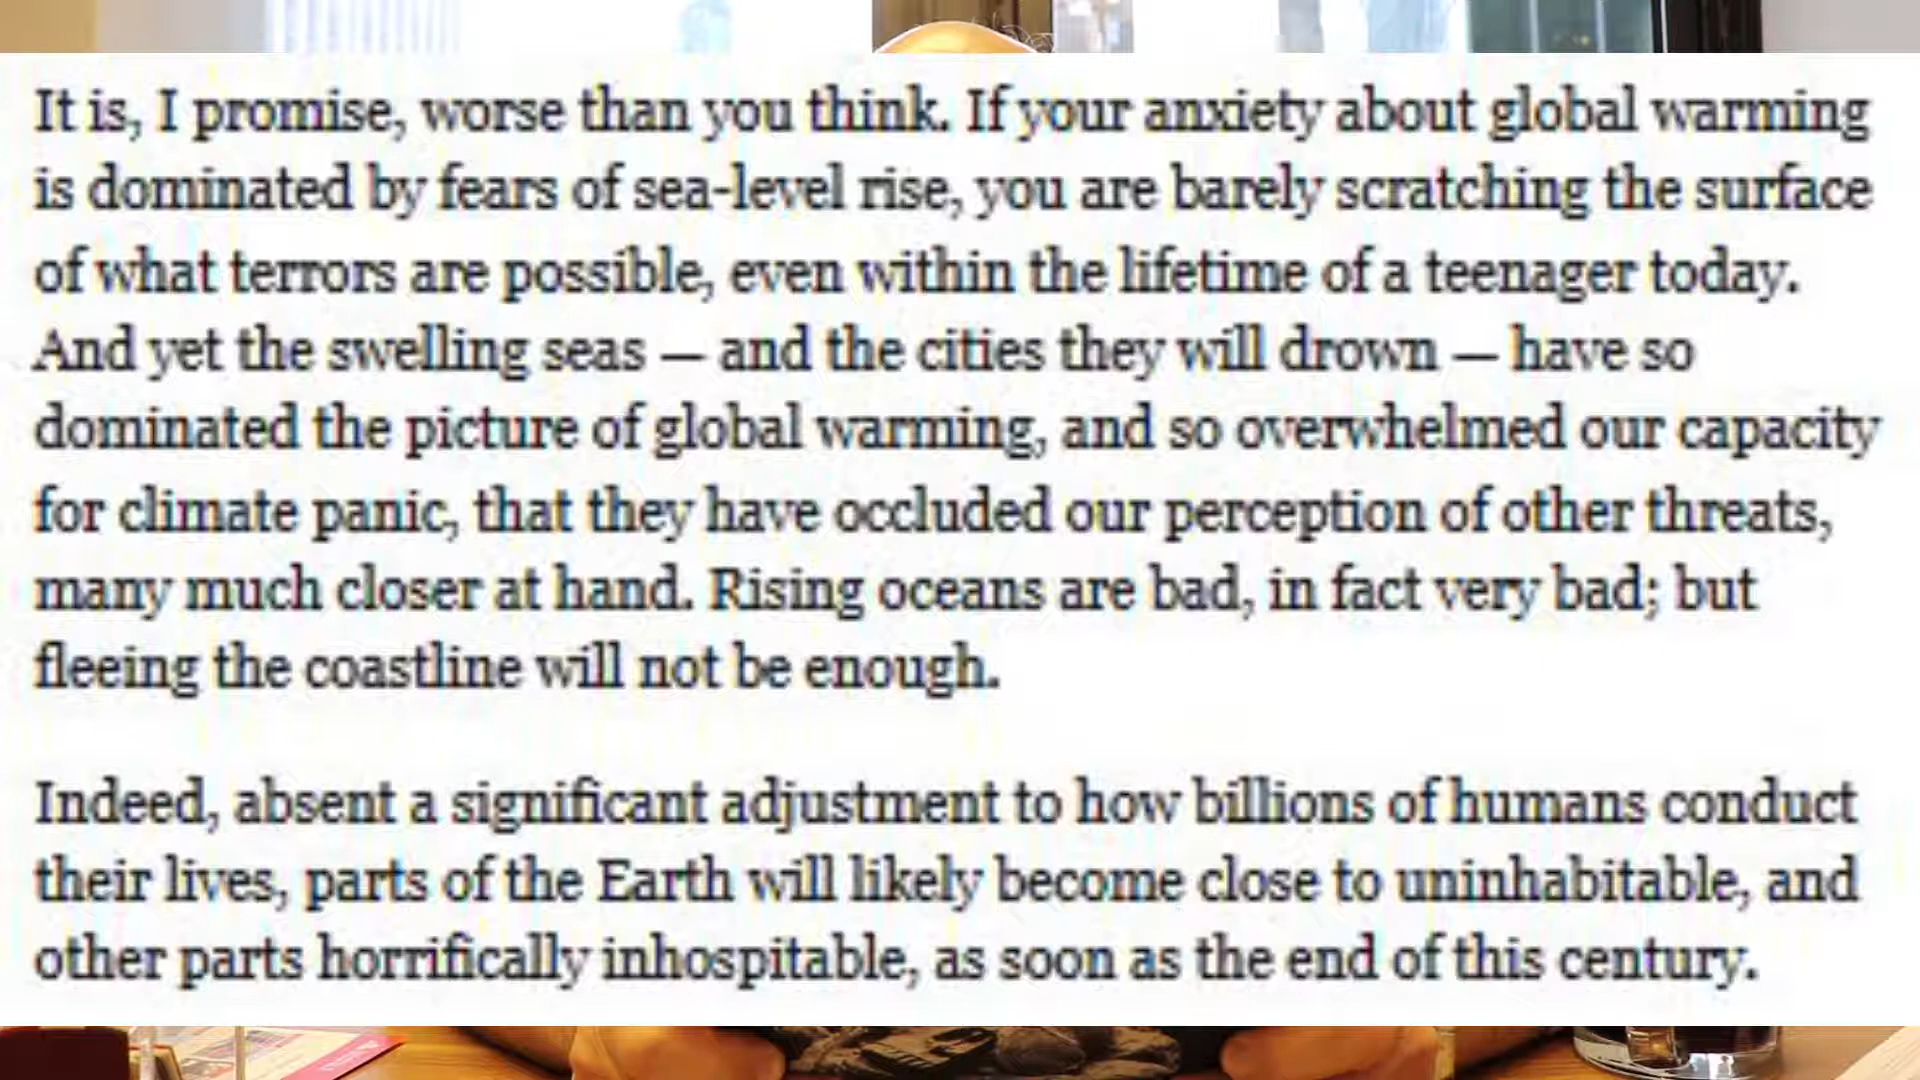 It is, I promise, worse than you think. If your anxiety about global warming
is dominated by fears of sea-level rise, you are barely scratching the surface
of what terrors are possible, even within the lifetime of a teenager today.
And yet the swelling seas — and the cities they will drown — have so
dominated the picture of global warming, and so overwhelmed our capacity
for climate panic, that they have occluded our perception of other threats,
many much closer at hand. Rising oceans are bad, in fact very bad; but
fleeing the coastline will not be enough.
Indeed, absent a significant adjustment to how billions of humans conduct
their lives, parts of the Earth will likely become close to uninhabitable, and
other parts horrifically inhospitable, as soon as the end of this century.